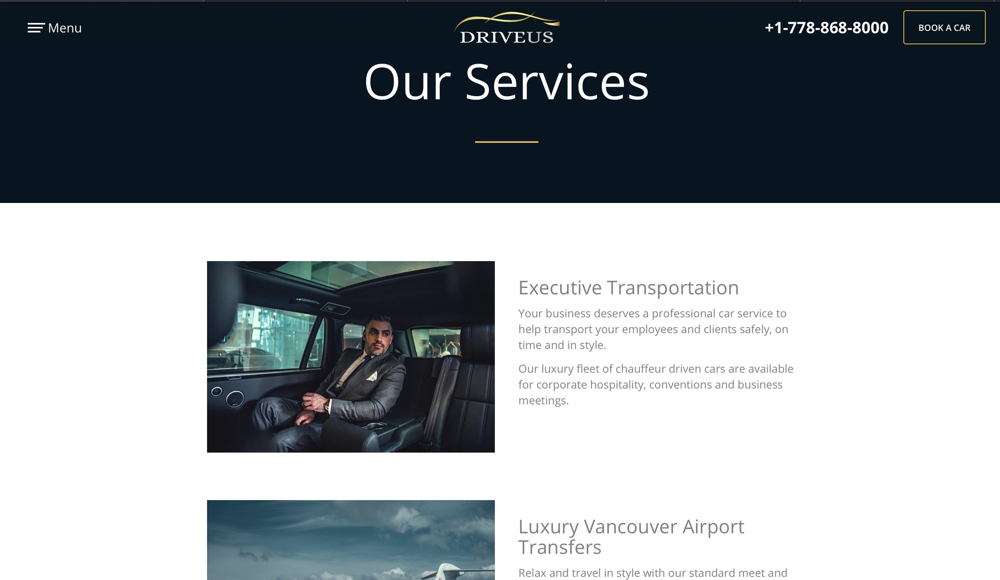 Menu
DRIVEUS
+1-778-868-8000
BOOK A CAR
Our Services
Executive Transportation
Your business deserves a professional car service to
help transport your employees and clients safely, on
time and in style.
Our luxury fleet of chauffeur driven cars are available
for corporate hospitality, conventions and business
meetings.
Luxury Vancouver Airport
Transfers
Relax and travel in style with our standard meet and